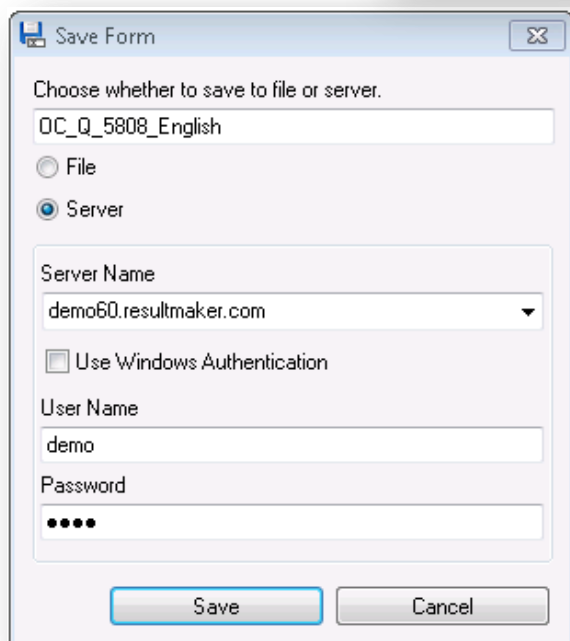 Save Form
Choose whether to save to file or server.
OC_Q_5808_English
File
Server
Server Name
demo60.resultmaker.com
Use Windows Authentication
User Name
demo
Password
••••
Save Cancel